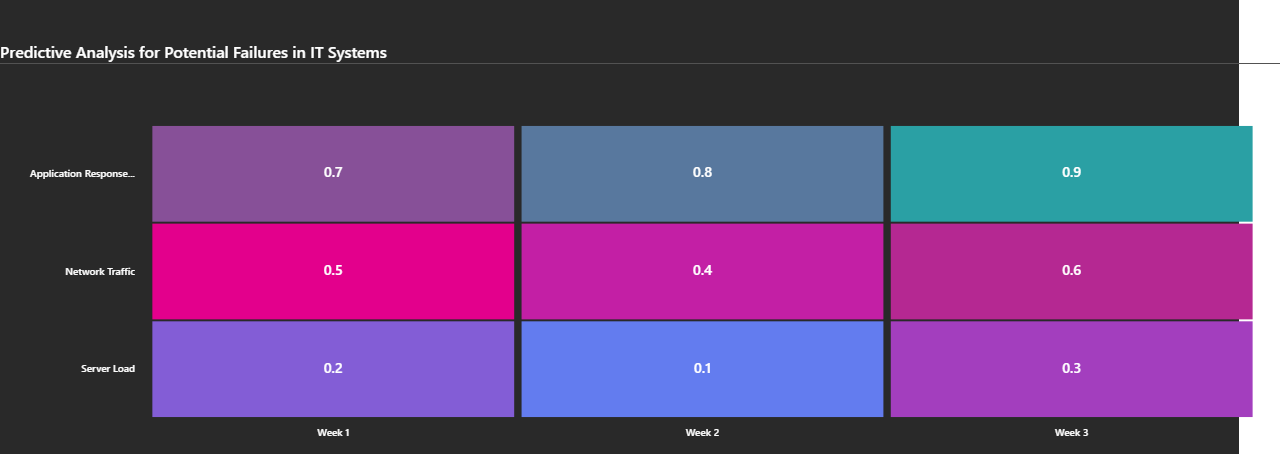 Predictive Analysis for Potential Failures in IT Systems
Application Response... 0.7 0.8 0.9
Network Traffic 0.5 0.4 0.6
Server Load 0.2 0.1 0.3
Week 1 Week 2 Week 3